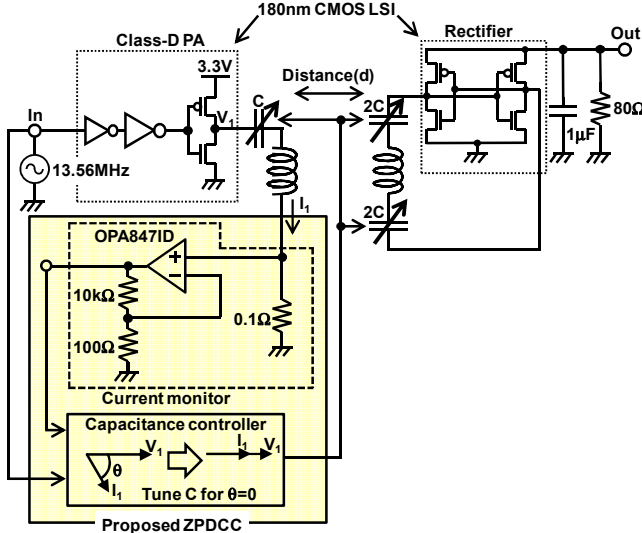 180nm CMOS LSI
Class-D PA
Rectifier
Out
3.3V
Distance(d)
In
V1
C
2C
1μF
80Ω
13.56MHz
I1
2C
OPA847ID
+
−
10kΩ
0.1Ω
100Ω
Current monitor
Capacitance controller
V1
I1 V1
θ
I1
Tune C for θ=0
Proposed ZPDCC